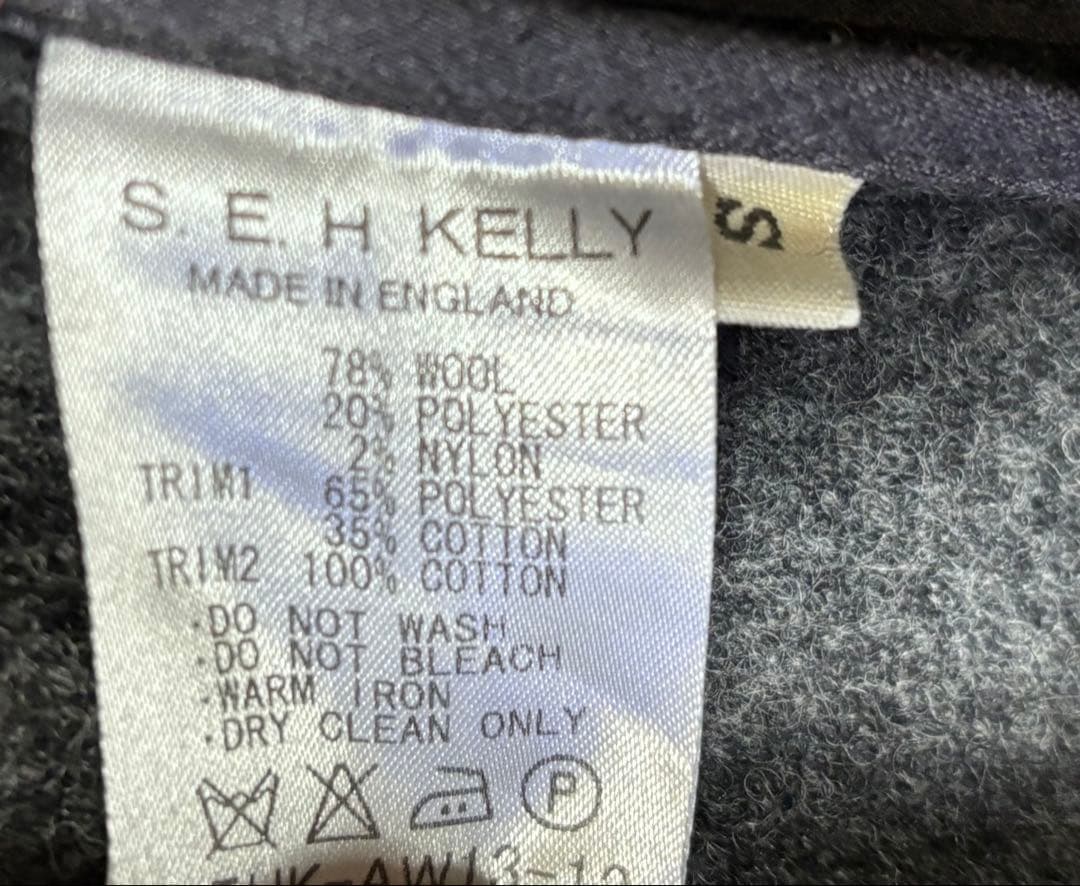 S. E. H KELLY
S
MADE IN ENGLAND
78% WOOL
20% POLYESTER
2% NYLON
TRIM1 65% POLYESTER
35% COTTON
TRIM2 100% COTTON
·DO NOT WASH
·DO NOT BLEACH
·WARM IRON
·DRY CLEAN ONLY
P